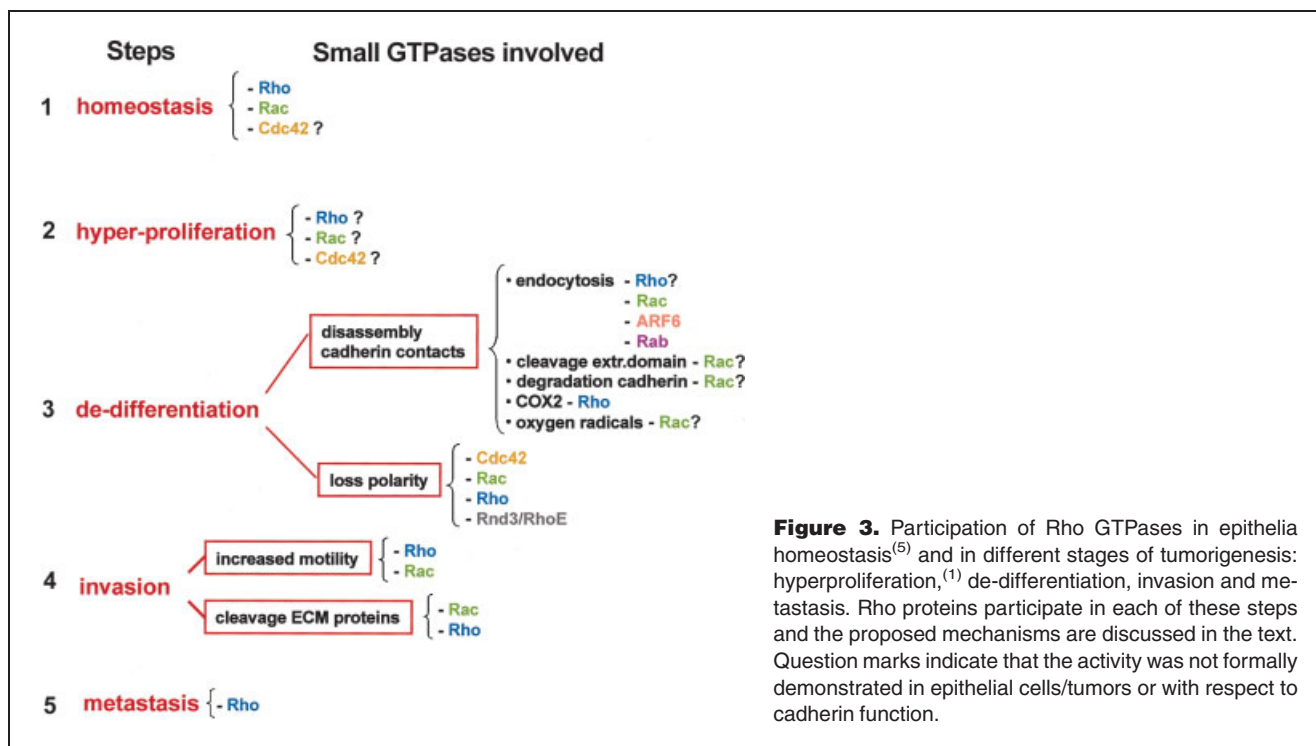 Steps Small GTPases involved
1 homeostasis
- Rho
- Rac
- Cdc42 ?
2 hyper-proliferation
- Rho ?
- Rac ?
- Cdc42 ?
3 de-differentiation
disassembly
cadherin contacts
• endocytosis - Rho?
- Rac
- ARF6
- Rab
• cleavage extr.domain - Rac?
• degradation cadherin - Rac?
• COX2 - Rho
• oxygen radicals - Rac?
loss polarity
- Cdc42
- Rac
- Rho
- Rnd3/RhoE
4 invasion
increased motility
- Rho
- Rac
cleavage ECM proteins
- Rac
- Rho
5 metastasis - Rho
Figure 3. Participation of Rho GTPases in epithelia
homeostasis(5) and in different stages of tumorigenesis:
hyperproliferation,(1) de-differentiation, invasion and me-
tastasis. Rho proteins participate in each of these steps
and the proposed mechanisms are discussed in the text.
Question marks indicate that the activity was not formally
demonstrated in epithelial cells/tumors or with respect to
cadherin function.